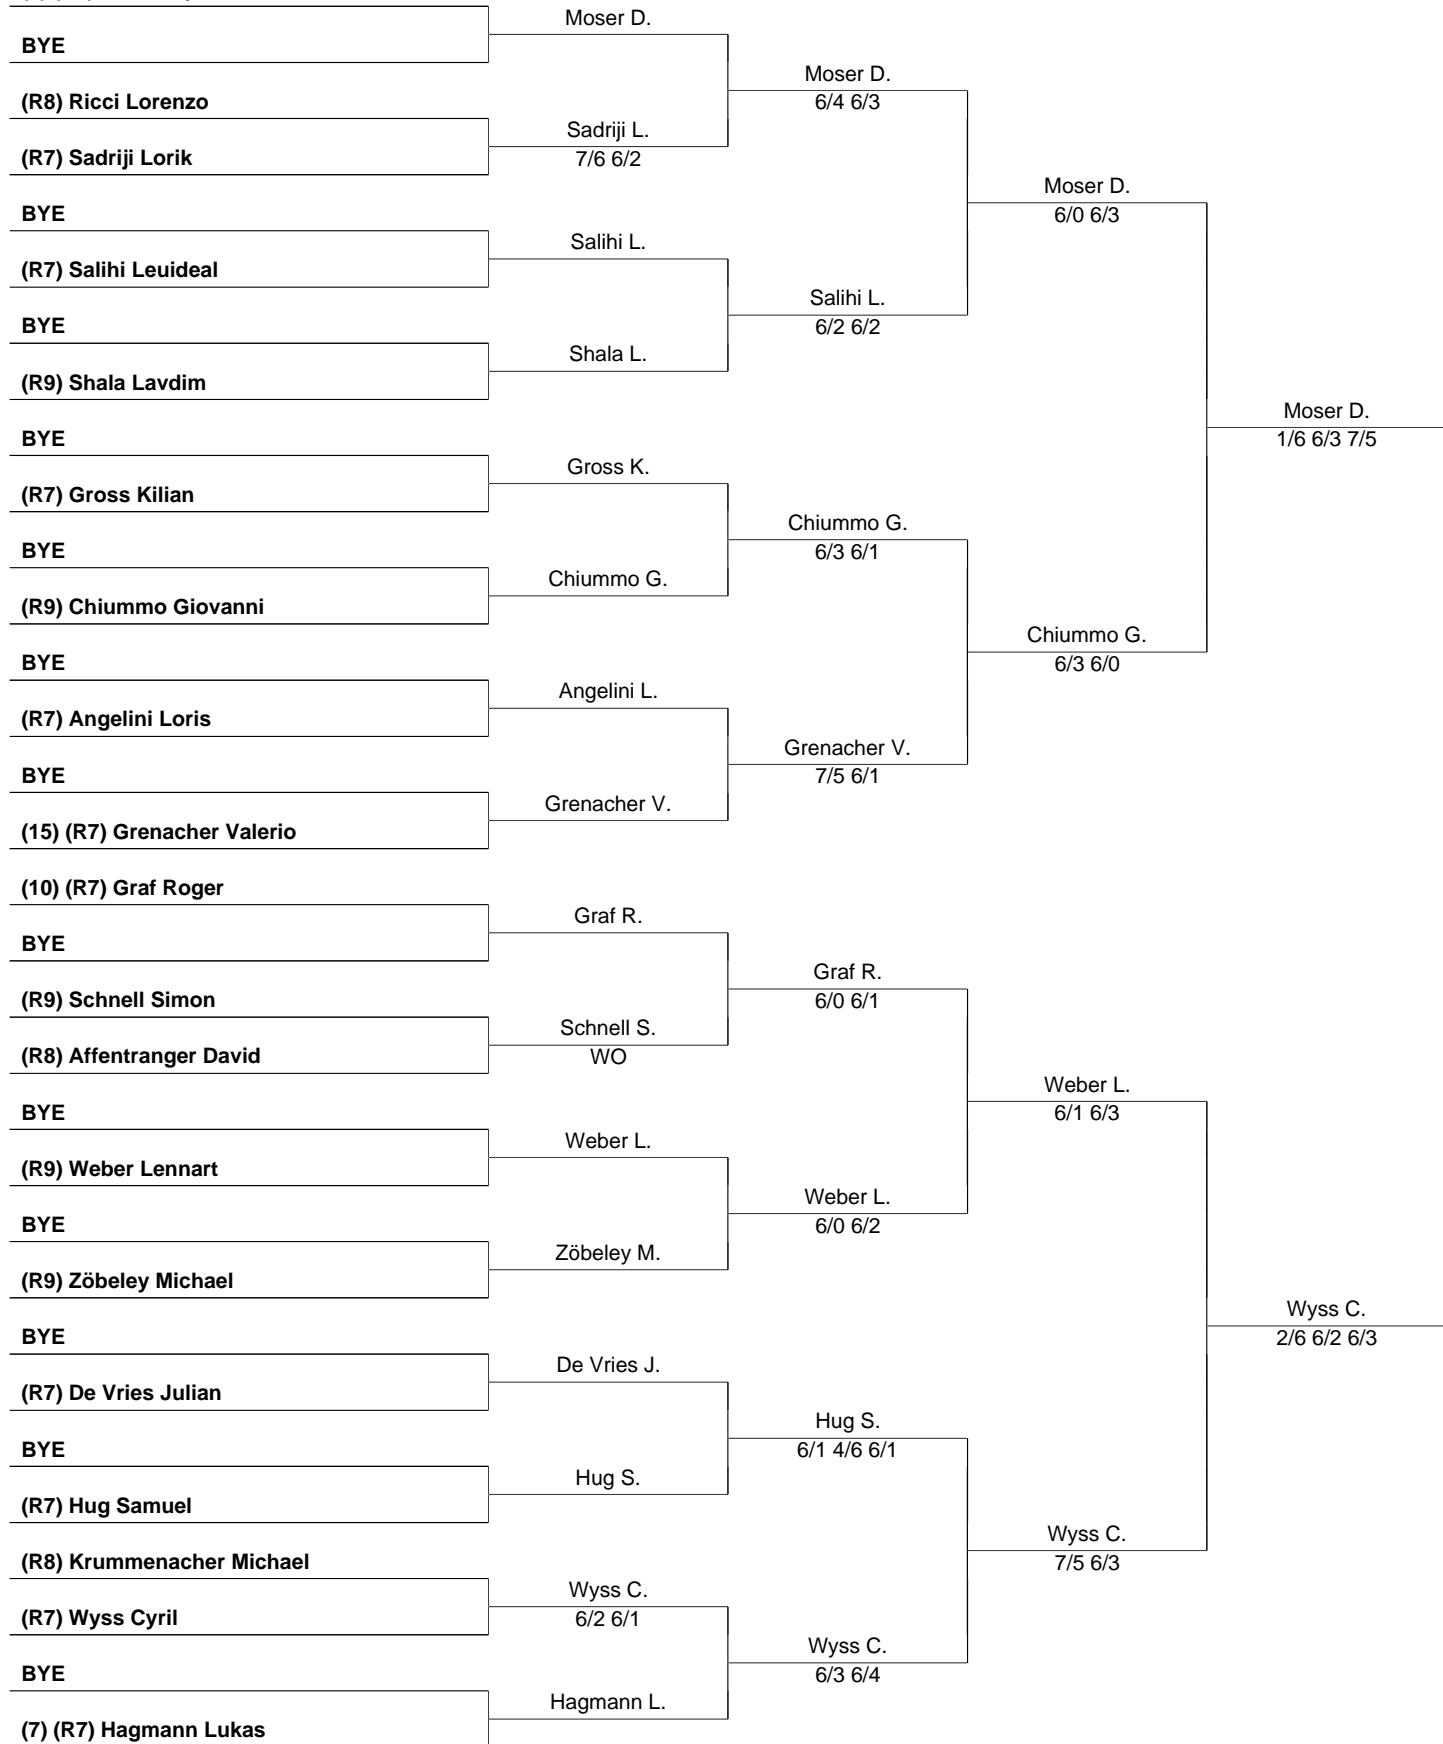 BYE
(R8) Ricci Lorenzo
(R7) Sadriji Lorik
BYE
(R7) Salihi Leuideal
BYE
(R9) Shala Lavdim
BYE
(R7) Gross Kilian
BYE
(R9) Chiummo Giovanni
BYE
(R7) Angelini Loris
BYE
(15) (R7) Grenacher Valerio
(10) (R7) Graf Roger
BYE
(R9) Schnell Simon
(R8) Affentranger David
BYE
(R9) Weber Lennart
BYE
(R9) Zöbeley Michael
BYE
(R7) De Vries Julian
BYE
(R7) Hug Samuel
(R8) Krummenacher Michael
(R7) Wyss Cyril
BYE
(7) (R7) Hagmann Lukas
Moser D.
Sadriji L.
7/6 6/2
Salihi L.
Shala L.
Gross K.
Chiummo G.
Angelini L.
Grenacher V.
Graf R.
Schnell S.
WO
Weber L.
Zöbeley M.
De Vries J.
Hug S.
Wyss C.
6/2 6/1
Hagmann L.
Moser D.
6/4 6/3
Salihi L.
6/2 6/2
Chiummo G.
6/3 6/1
Grenacher V.
7/5 6/1
Graf R.
6/0 6/1
Weber L.
6/0 6/2
Hug S.
6/1 4/6 6/1
Wyss C.
6/3 6/4
Moser D.
6/0 6/3
Chiummo G.
6/3 6/0
Weber L.
6/1 6/3
Wyss C.
7/5 6/3
Moser D.
1/6 6/3 7/5
Wyss C.
2/6 6/2 6/3